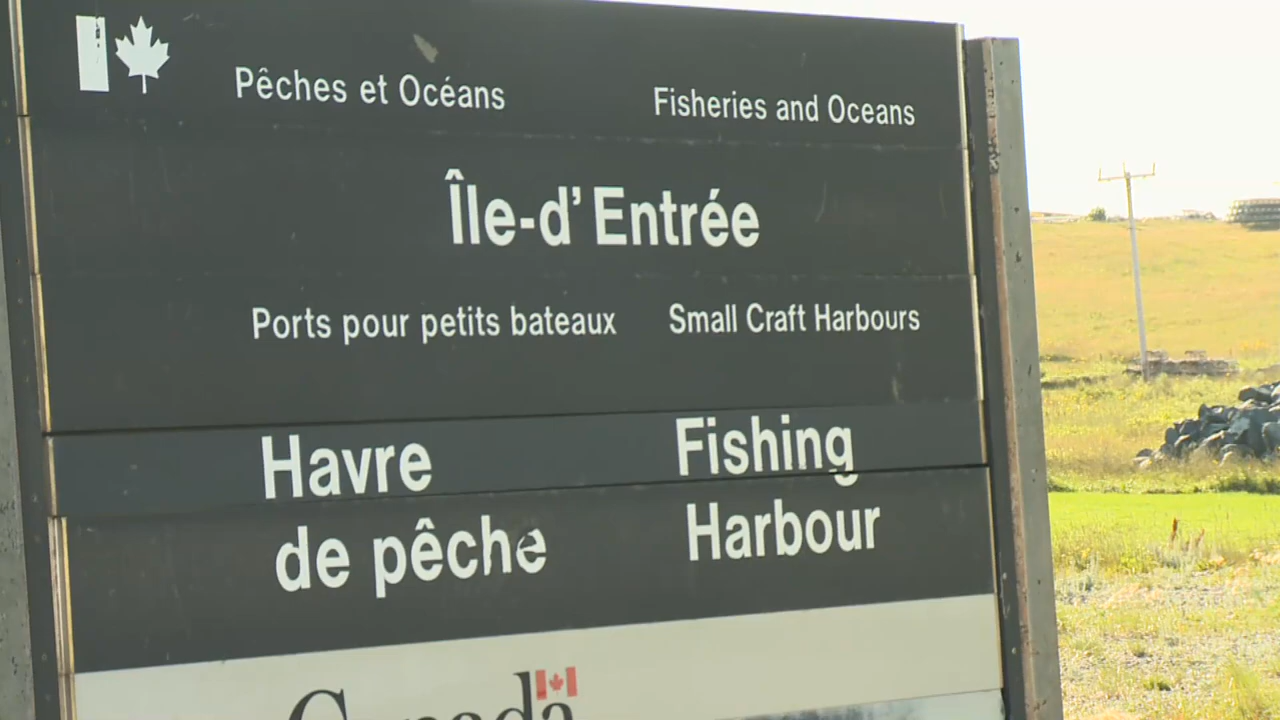 Pêches et Océans
Fisheries and Oceans
Île-d' Entrée
Ports pour petits bateaux
Small Craft Harbours
Havre
de pêche
Fishing
Harbour
Canada